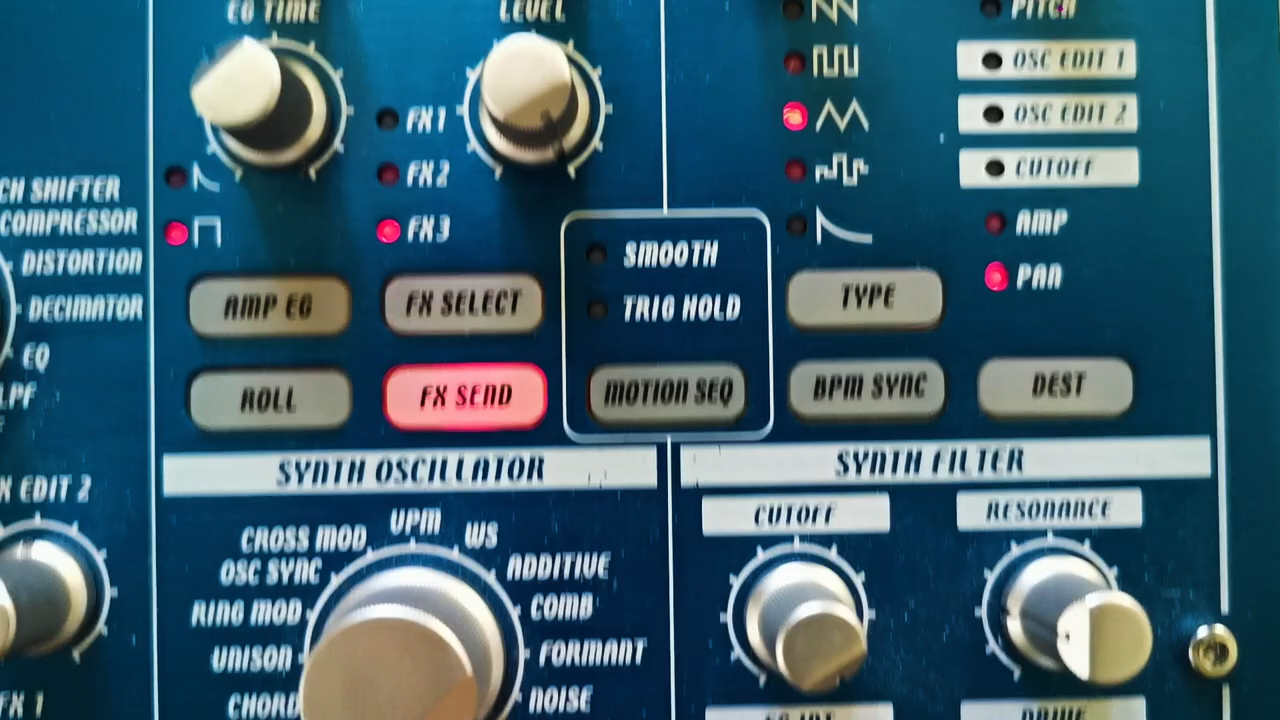 EG TIME
LEVEL
PITCH
OSC EDIT 1
OSC EDIT 2
CUTOFF
AMP
PAN
FX1
FX2
FX3
CH SHIFTER
COMPRESSOR
DISTORTION
DECIMATOR
EQ
LPF
SMOOTH
TRIG HOLD
AMP EG
FX SELECT
TYPE
ROLL
FX SEND
MOTION SEQ
BPM SYNC
DEST
SYNTH OSCILLATOR
SYNTH FILTER
X EDIT 2
CUTOFF
RESONANCE
CROSS MOD
VPM
WS
OSC SYNC
ADDITIVE
RING MOD
COMB
UNISON
FORMANT
CHORD
NOISE
FX 1
EG INT
DRIVE